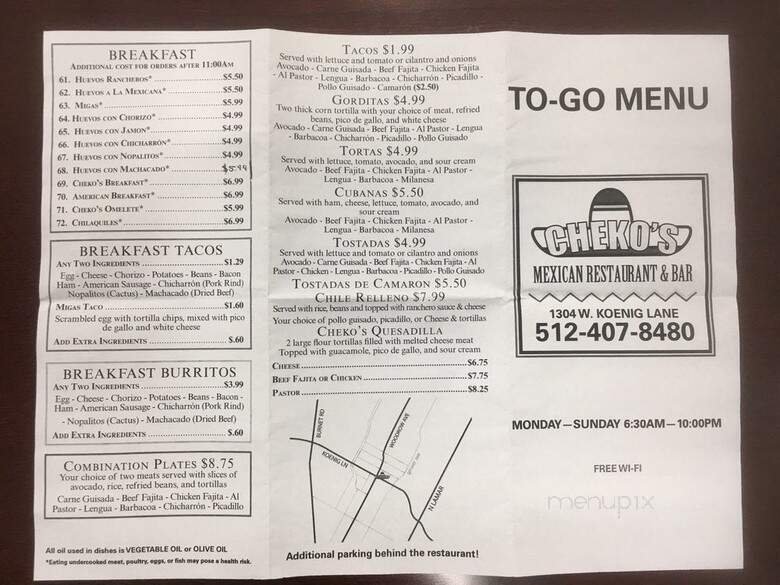 BREAKFAST
ADDITIONAL COST FOR ORDERS AFTER 11:00AM
61. HUEVOS RANCHEROS* $5.50
62. HUEVOS A LA MEXICANA* $5.50
63. MIGAS* $5.99
64. HUEVOS CON CHORIZO* $4.99
65. HUEVOS CON JAMON* $4.99
66. HUEVOS CON CHICHARRÓN* $4.99
67. HUEVOS CON NOPALITOS* $4.99
68. HUEVOS CON MACHACADO* $5.99
69. CHEKO'S BREAKFAST* $6.99
70. AMERICAN BREAKFAST* $6.99
71. CHEKO'S OMELETE* $5.99
72. CHILAQUILES* $6.99
BREAKFAST TACOS
ANY TWO INGREDIENTS $1.29
Egg - Cheese - Chorizo - Potatoes - Beans - Bacon
Ham - American Sausage - Chicharrón (Pork Rind)
Nopalitos (Cactus) - Machacado (Dried Beef)
MIGAS TACO $1.60
Scrambled egg with tortilla chips, mixed with pico
de gallo and white cheese
ADD EXTRA INGREDIENTS $.60
BREAKFAST BURRITOS
ANY TWO INGREDIENTS $3.99
Egg - Cheese - Chorizo - Potatoes - Beans - Bacon -
Ham - American Sausage - Chicharrón (Pork Rind)
- Nopalitos (Cactus) - Machacado (Dried Beef)
ADD EXTRA INGREDIENTS $.60
COMBINATION PLATES $8.75
Your choice of two meats served with slices of
avocado, rice, refried beans, and tortillas
Carne Guisada - Beef Fajita - Chicken Fajita - Al
Pastor - Lengua - Barbacoa - Chicharrón - Picadillo
All oil used in dishes is VEGETABLE OIL or OLIVE OIL
*Eating undercooked meat, poultry, eggs, or fish may pose a health risk.
TACOS $1.99
Served with lettuce and tomato or cilantro and onions
Avocado - Carne Guisada - Beef Fajita - Chicken Fajita
- Al Pastor - Lengua - Barbacoa - Chicharrón - Picadillo -
Pollo Guisado - Camarón ($2.50)
GORDITAS $4.99
Two thick corn tortilla with your choice of meat, refried
beans, pico de gallo, and white cheese
Avocado - Carne Guisada - Beef Fajita - Al Pastor - Lengua
- Barbacoa - Chicharrón - Picadillo - Pollo Guisado
TORTAS $4.99
Served with lettuce, tomato, avocado, and sour cream
Avocado - Beef Fajita - Chicken Fajita - Al Pastor -
Lengua - Barbacoa - Milanesa
CUBANAS $5.50
Served with ham, cheese, lettuce, tomato, avocado, and
sour cream
Avocado - Beef Fajita - Chicken Fajita - Al Pastor -
Lengua - Barbacoa - Milanesa
TOSTADAS $4.99
Served with lettuce and tomato or cilantro and onions
Avocado - Carne Guisada - Beef Fajita - Chicken Fajita - Al
Pastor - Chicken - Lengua - Barbacoa - Picadillo - Pollo Guisado
TOSTADAS DE CAMARON $5.50
CHILE RELLENO $7.99
Served with rice, beans and topped with ranchero sauce & cheese
Your choice of pollo guisado, picadillo, or Cheese & tortillas
CHEKO'S QUESADILLA
2 large flour tortillas filled with melted cheese meat
Topped with guacamole, pico de gallo, and sour cream
CHEESE $6.75
BEEF FAJITA OR CHICKEN $7.75
PASTOR $8.25
BURNET RD
KOENIG LN
WOODROW AVE
N LAMAR
Additional parking behind the restaurant!
TO-GO MENU
CHEKO'S
MEXICAN RESTAURANT & BAR
1304 W. KOENIG LANE
512-407-8480
MONDAY—SUNDAY 6:30AM—10:00PM
FREE WI-FI
menupix